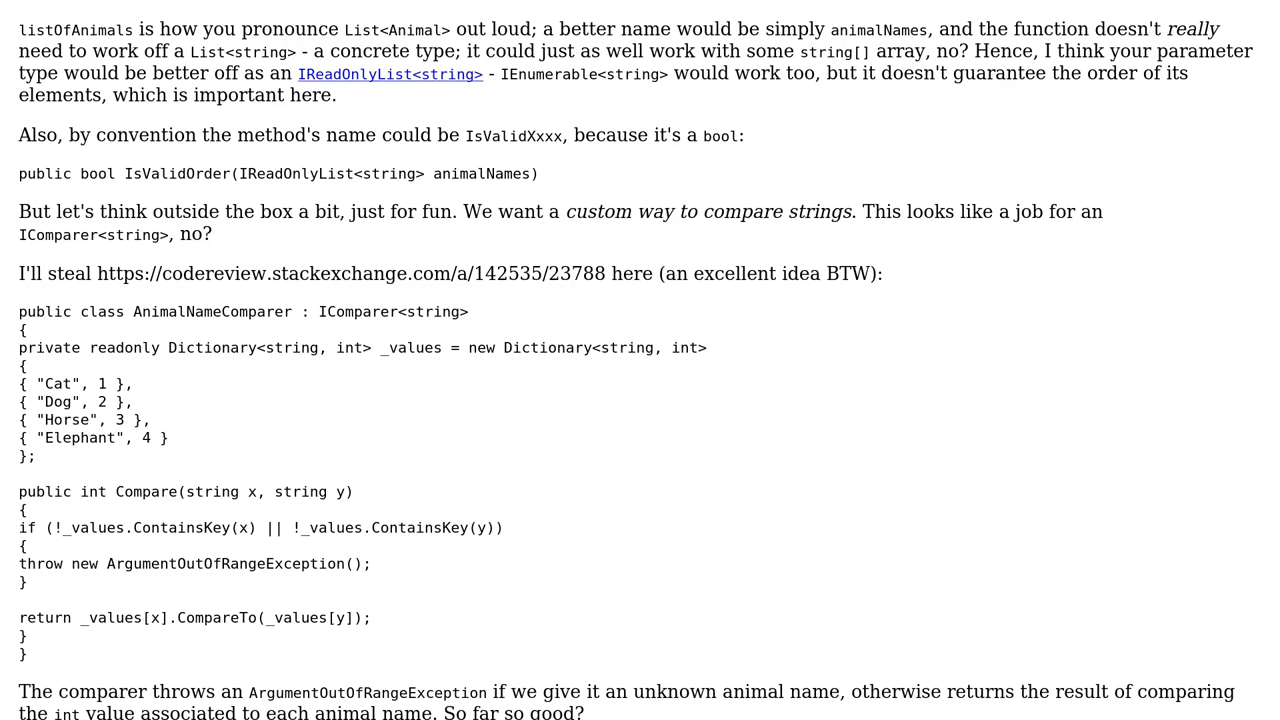 listOfAnimals is how you pronounce List<Animal> out loud; a better name would be simply animalNames, and the function doesn't really
need to work off a List<string> - a concrete type; it could just as well work with some string[] array, no? Hence, I think your parameter
type would be better off as an IReadOnlyList<string> - IEnumerable<string> would work too, but it doesn't guarantee the order of its
elements, which is important here.
Also, by convention the method's name could be IsValidXxxx, because it's a bool:
public bool IsValidOrder(IReadOnlyList<string> animalNames)
But let's think outside the box a bit, just for fun. We want a custom way to compare strings. This looks like a job for an
IComparer<string>, no?
I'll steal https://codereview.stackexchange.com/a/142535/23788 here (an excellent idea BTW):
public class AnimalNameComparer : IComparer<string>
{
private readonly Dictionary<string, int> _values = new Dictionary<string, int>
{
{ "Cat", 1 },
{ "Dog", 2 },
{ "Horse", 3 },
{ "Elephant", 4 }
};
public int Compare(string x, string y)
{
if (!_values.ContainsKey(x) || !_values.ContainsKey(y))
{
throw new ArgumentOutOfRangeException();
}
return _values[x].CompareTo(_values[y]);
}
}
The comparer throws an ArgumentOutOfRangeException if we give it an unknown animal name, otherwise returns the result of comparing
the int value associated to each animal name. So far so good?